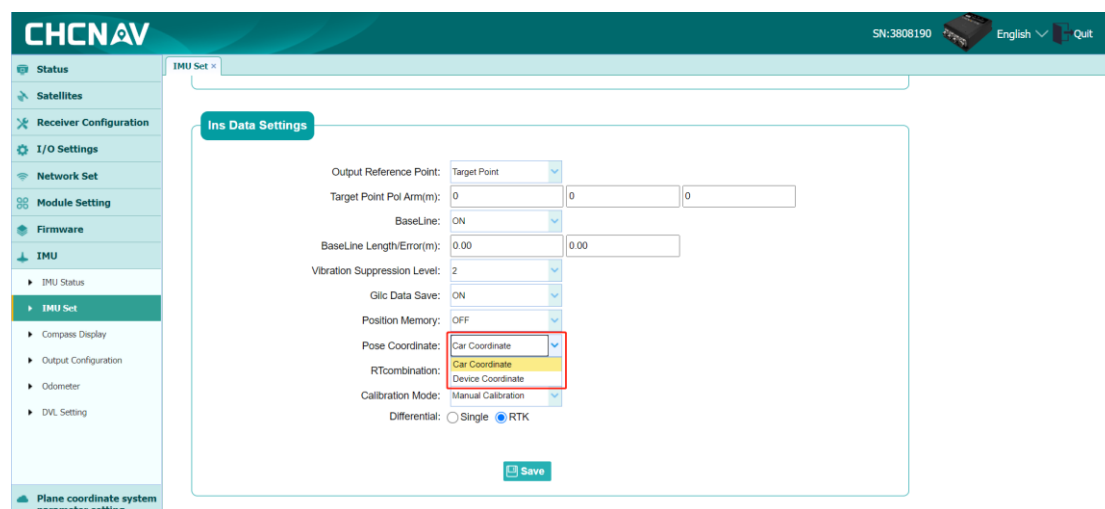 CHCNAV
SN:3808190
English
Quit
Status
Satellites
Receiver Configuration
I/O Settings
Network Set
Module Setting
Firmware
IMU
IMU Status
IMU Set
Compass Display
Output Configuration
Odometer
DVL Setting
Plane coordinate system
parameter setting
IMU Set ×
Ins Data Settings
Output Reference Point: Target Point
Target Point Pol Arm(m): 0 0 0
BaseLine: ON
BaseLine Length/Error(m): 0.00 0.00
Vibration Suppression Level: 2
Gilc Data Save: ON
Position Memory: OFF
Pose Coordinate: Car Coordinate
Car Coordinate
RTcombination:
Device Coordinate
Calibration Mode: Manual Calibration
Differential: Single RTK
Save